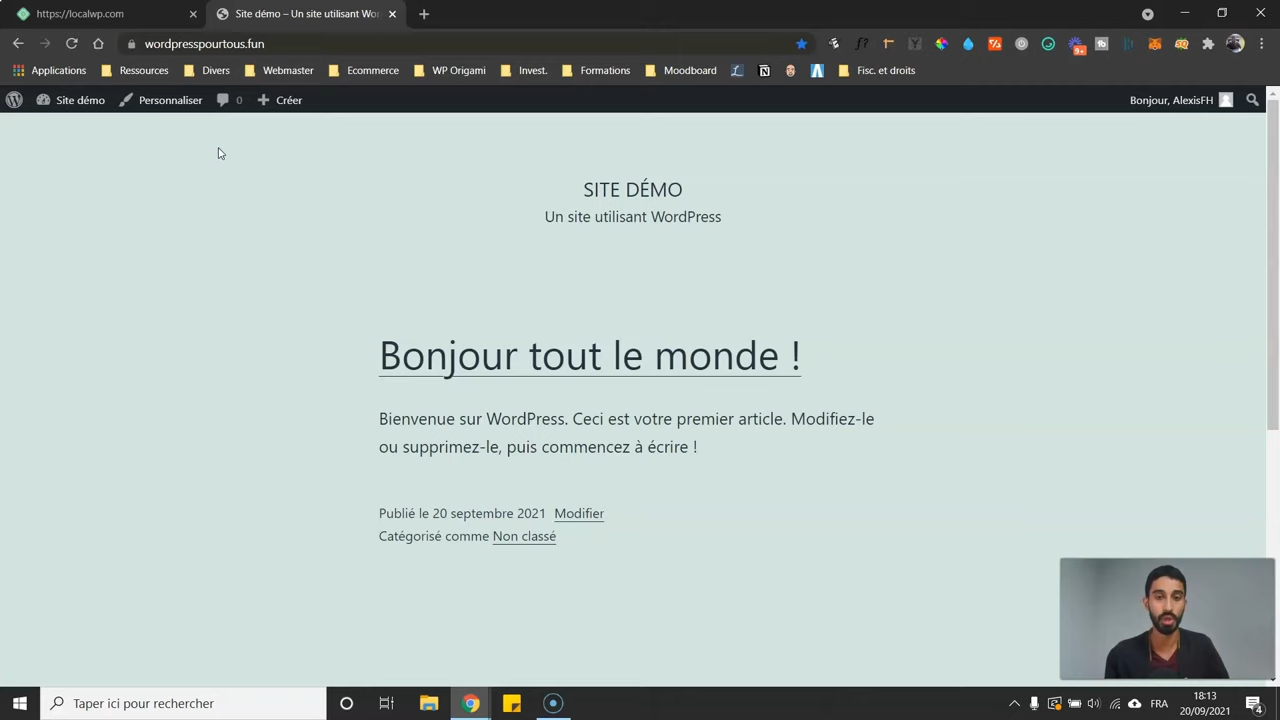 https://localwp.com
Site démo – Un site utilisant Wo
wordpresspourtous.fun
Applications
Ressources
Divers
Webmaster
Ecommerce
WP Origami
Invest.
Formations
Moodboard
Fisc. et droits
Site démo
Personnaliser
0
Créer
Bonjour, AlexisFH
SITE DÉMO
Un site utilisant WordPress
Bonjour tout le monde !
Bienvenue sur WordPress. Ceci est votre premier article. Modifiez-le
ou supprimez-le, puis commencez à écrire !
Publié le 20 septembre 2021 Modifier
Catégorisé comme Non classé
Taper ici pour rechercher
FRA
18:13
20/09/2021
4